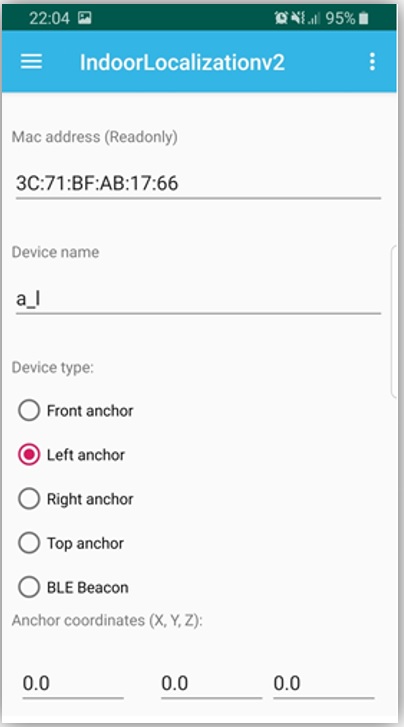 22:04 95%
IndoorLocalizationv2
Mac address (Readonly)
3C:71:BF:AB:17:66
Device name
a_l
Device type:
Front anchor
Left anchor
Right anchor
Top anchor
BLE Beacon
Anchor coordinates (X, Y, Z):
0.0 0.0 0.0